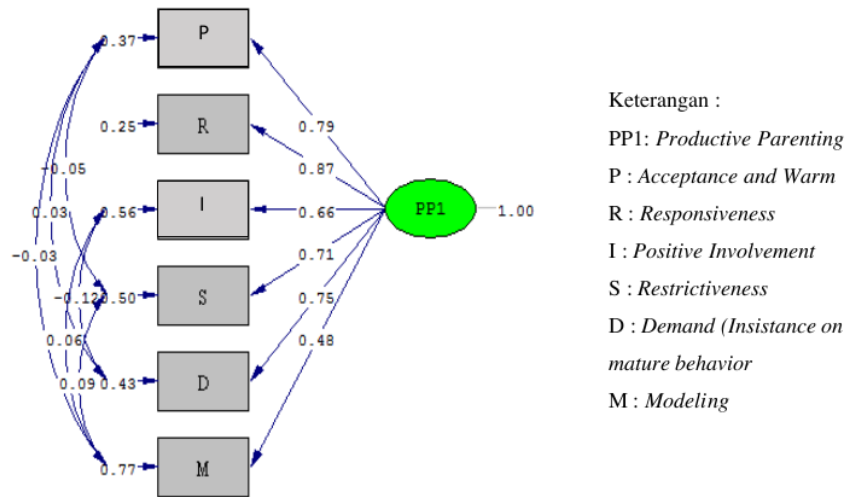 0.37
P
0.25
R
0.56
I
0.50
S
0.43
D
0.77
M
-0.05
0.03
-0.03
-0.12
0.06
0.09
0.79
0.87
0.66
0.71
0.75
0.48
PP1
1.00
Keterangan :
PP1: Productive Parenting
P : Acceptance and Warm
R : Responsiveness
I : Positive Involvement
S : Restrictiveness
D : Demand (Insistance on
mature behavior
M : Modeling